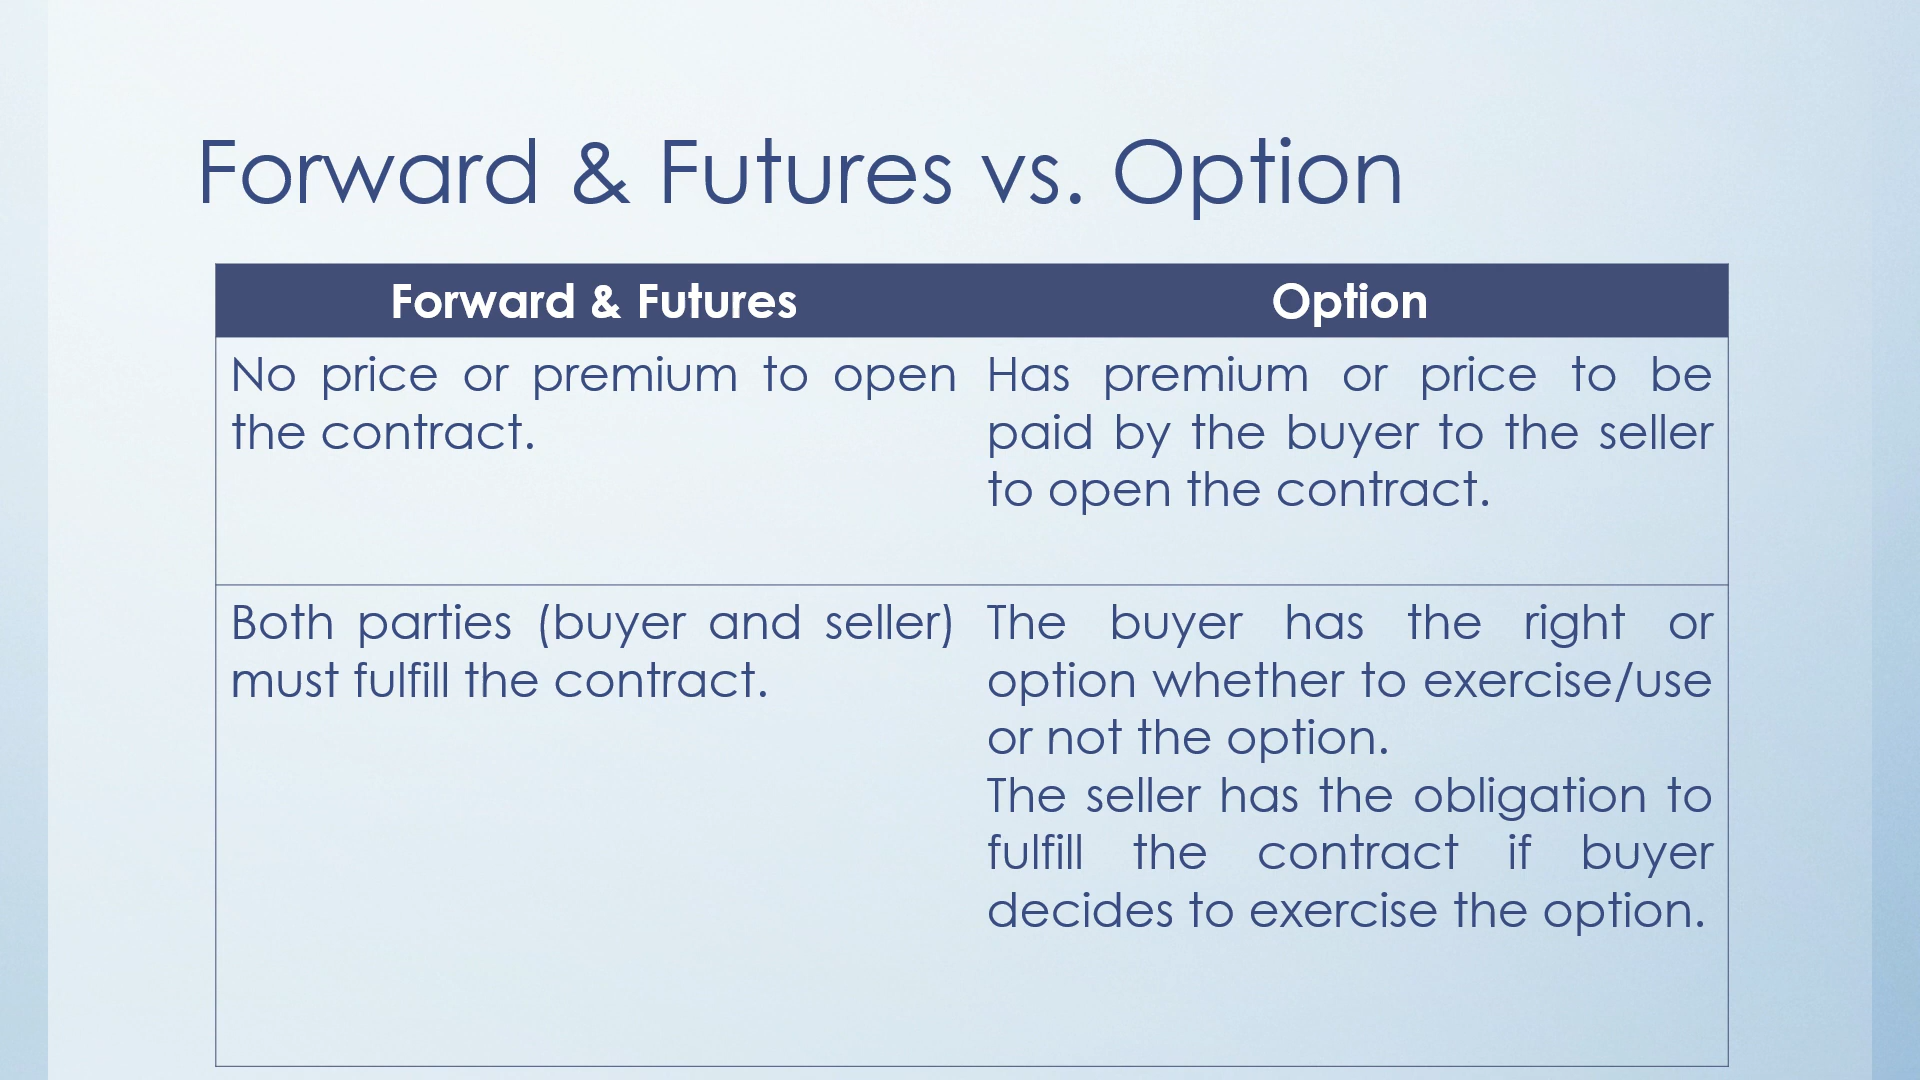 Forward & Futures vs. Option
Forward & Futures
Option
No price or premium to open
the contract.
Has premium or price to be
paid by the buyer to the seller
to open the contract.
Both parties (buyer and seller)
must fulfill the contract.
The buyer has the right or
option whether to exercise/use
or not the option.
The seller has the obligation to
fulfill the contract if buyer
decides to exercise the option.